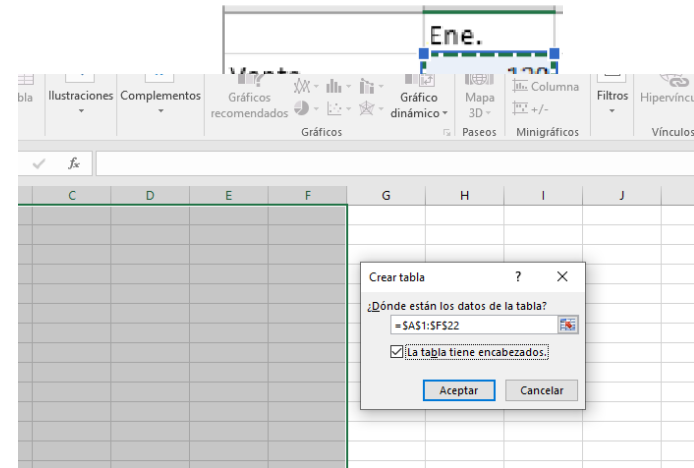 Ene.
Venta
120
bla
Ilustraciones
Complementos
Gráficos
recomendados
Gráfico
dinámico
Mapa
3D
Columna
+/-
Filtros
Hipervíncu
Gráficos
Paseos
Minigráficos
Vínculos
fx
C D E F G H I J
Crear tabla ? X
¿Dónde están los datos de la tabla?
=$A$1:$F$22
La tabla tiene encabezados.
Aceptar Cancelar